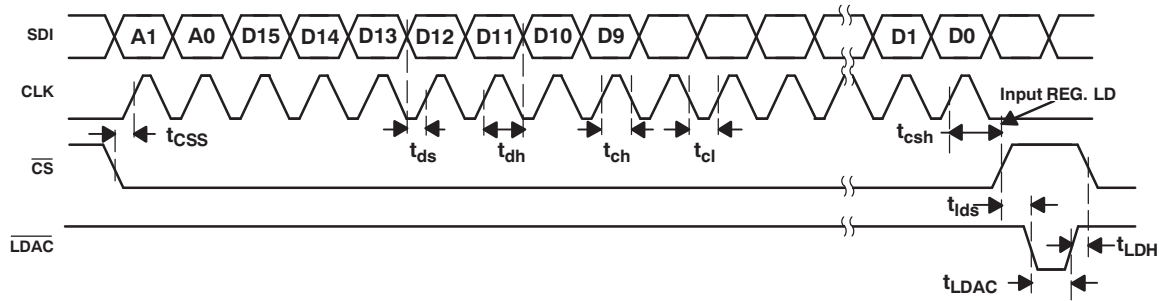 SDI A1 A0 D15 D14 D13 D12 D11 D10 D9 D1 D0
CLK
Input REG. LD
tCSS
tds
tdh
tch
tcl
tcsh
CS
tlds
LDAC
tLDH
tLDAC